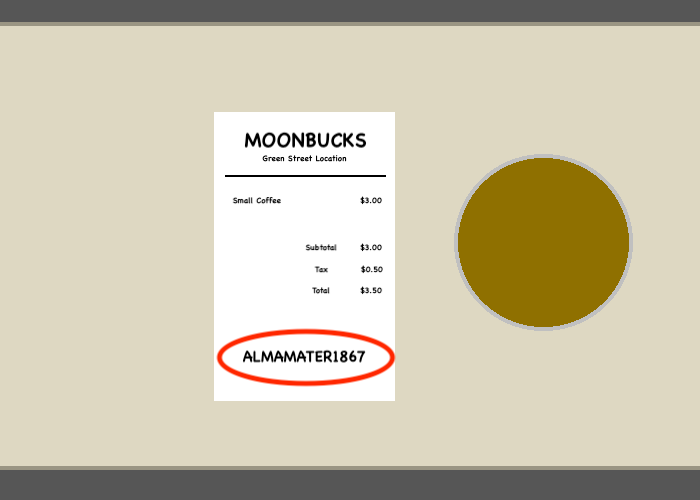 MOONBUCKS
Green Street Location
Small Coffee $3.00
Subtotal $3.00
Tax $0.50
Total $3.50
ALMAMATER1867